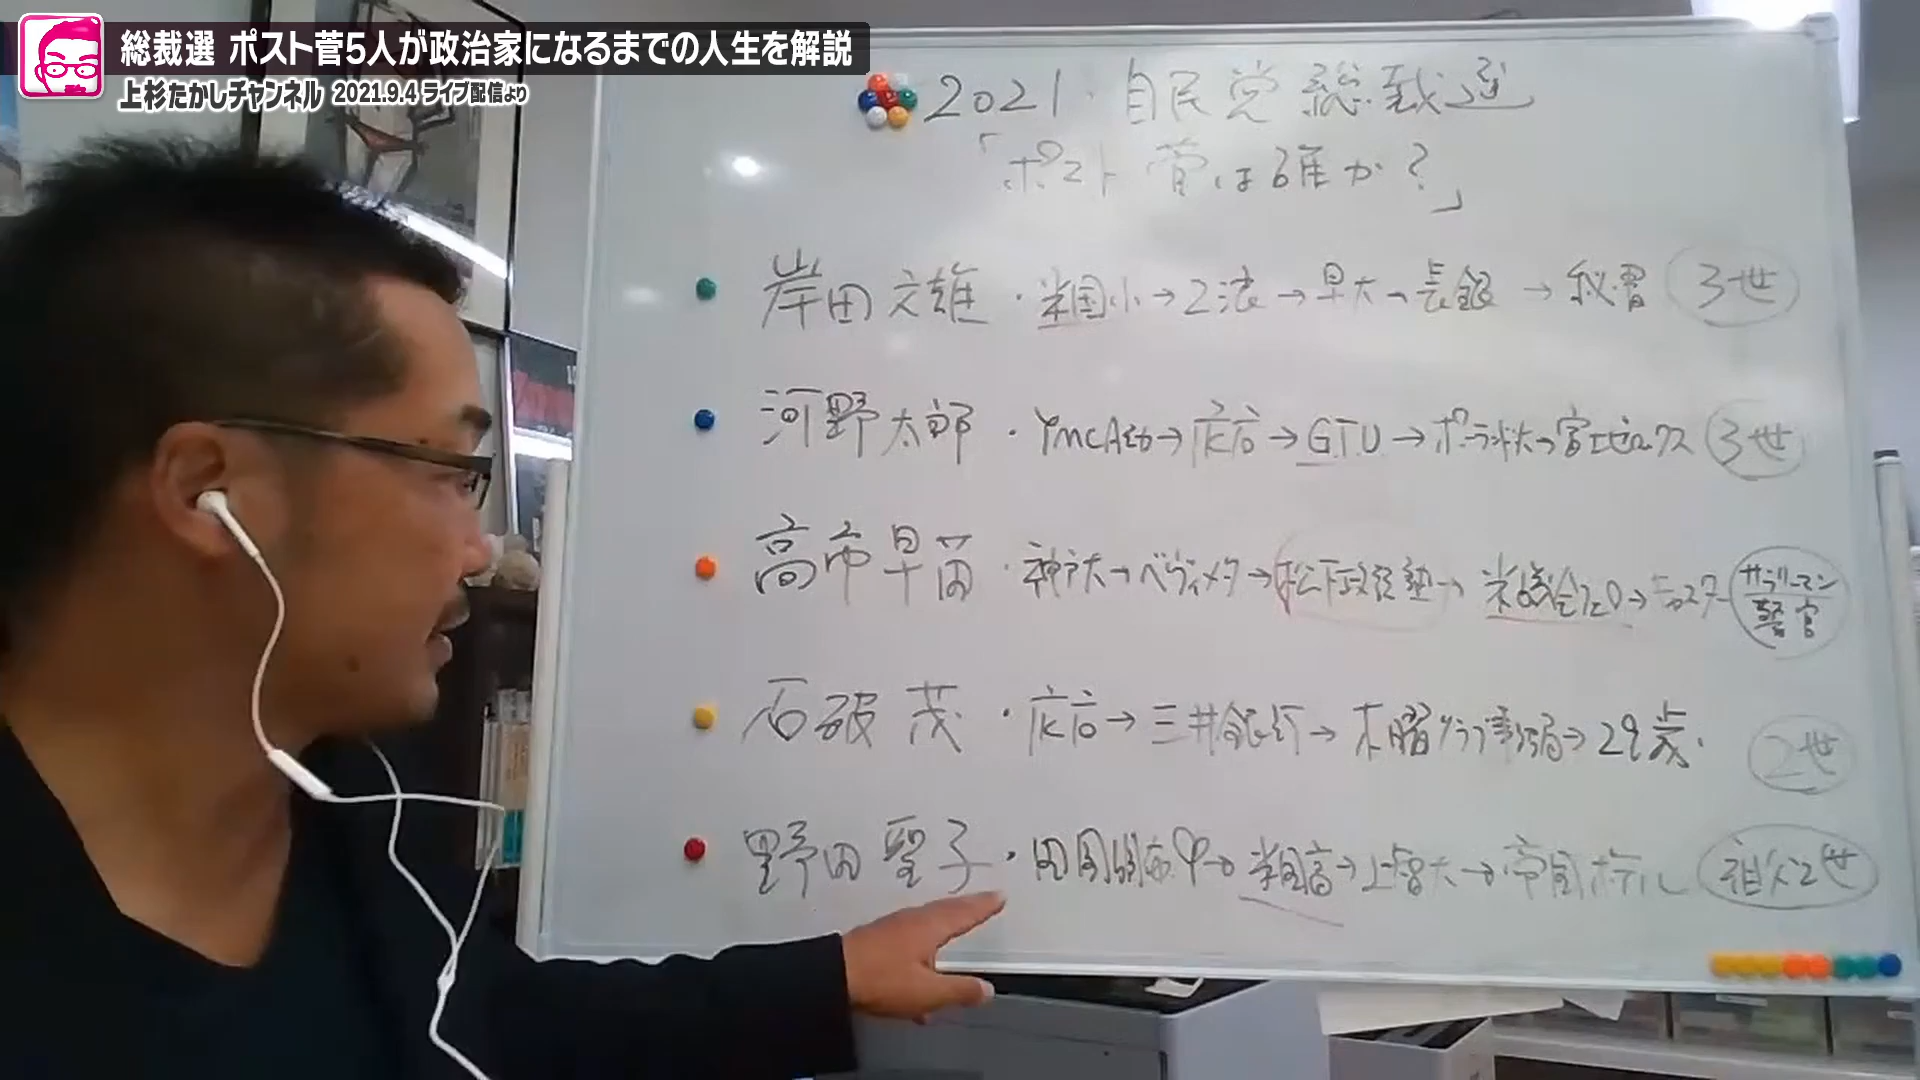 総裁選 ポスト菅5人が政治家になるまでの人生を解説
上杉たかしチャンネル 2021.9.4 ライブ配信より
2021・自民党総裁選
「ポスト菅は誰か?」
岸田文雄・米国小→ →早大→長銀→秘書 3世
河野太郎・YMCA幼→慶応→G.T.U→ポーランド大→富士ゼロックス 3世
高市早苗・神戸大→ヘヴィメタ→松下政経塾→米議会 →キャスター サラリーマン 警官
石破茂・慶応→三井銀行→木曜クラブ事務局→29歳・ 2世
野田聖子・田園調布 →米国高→上智大→帝国ホテル 祖父2世